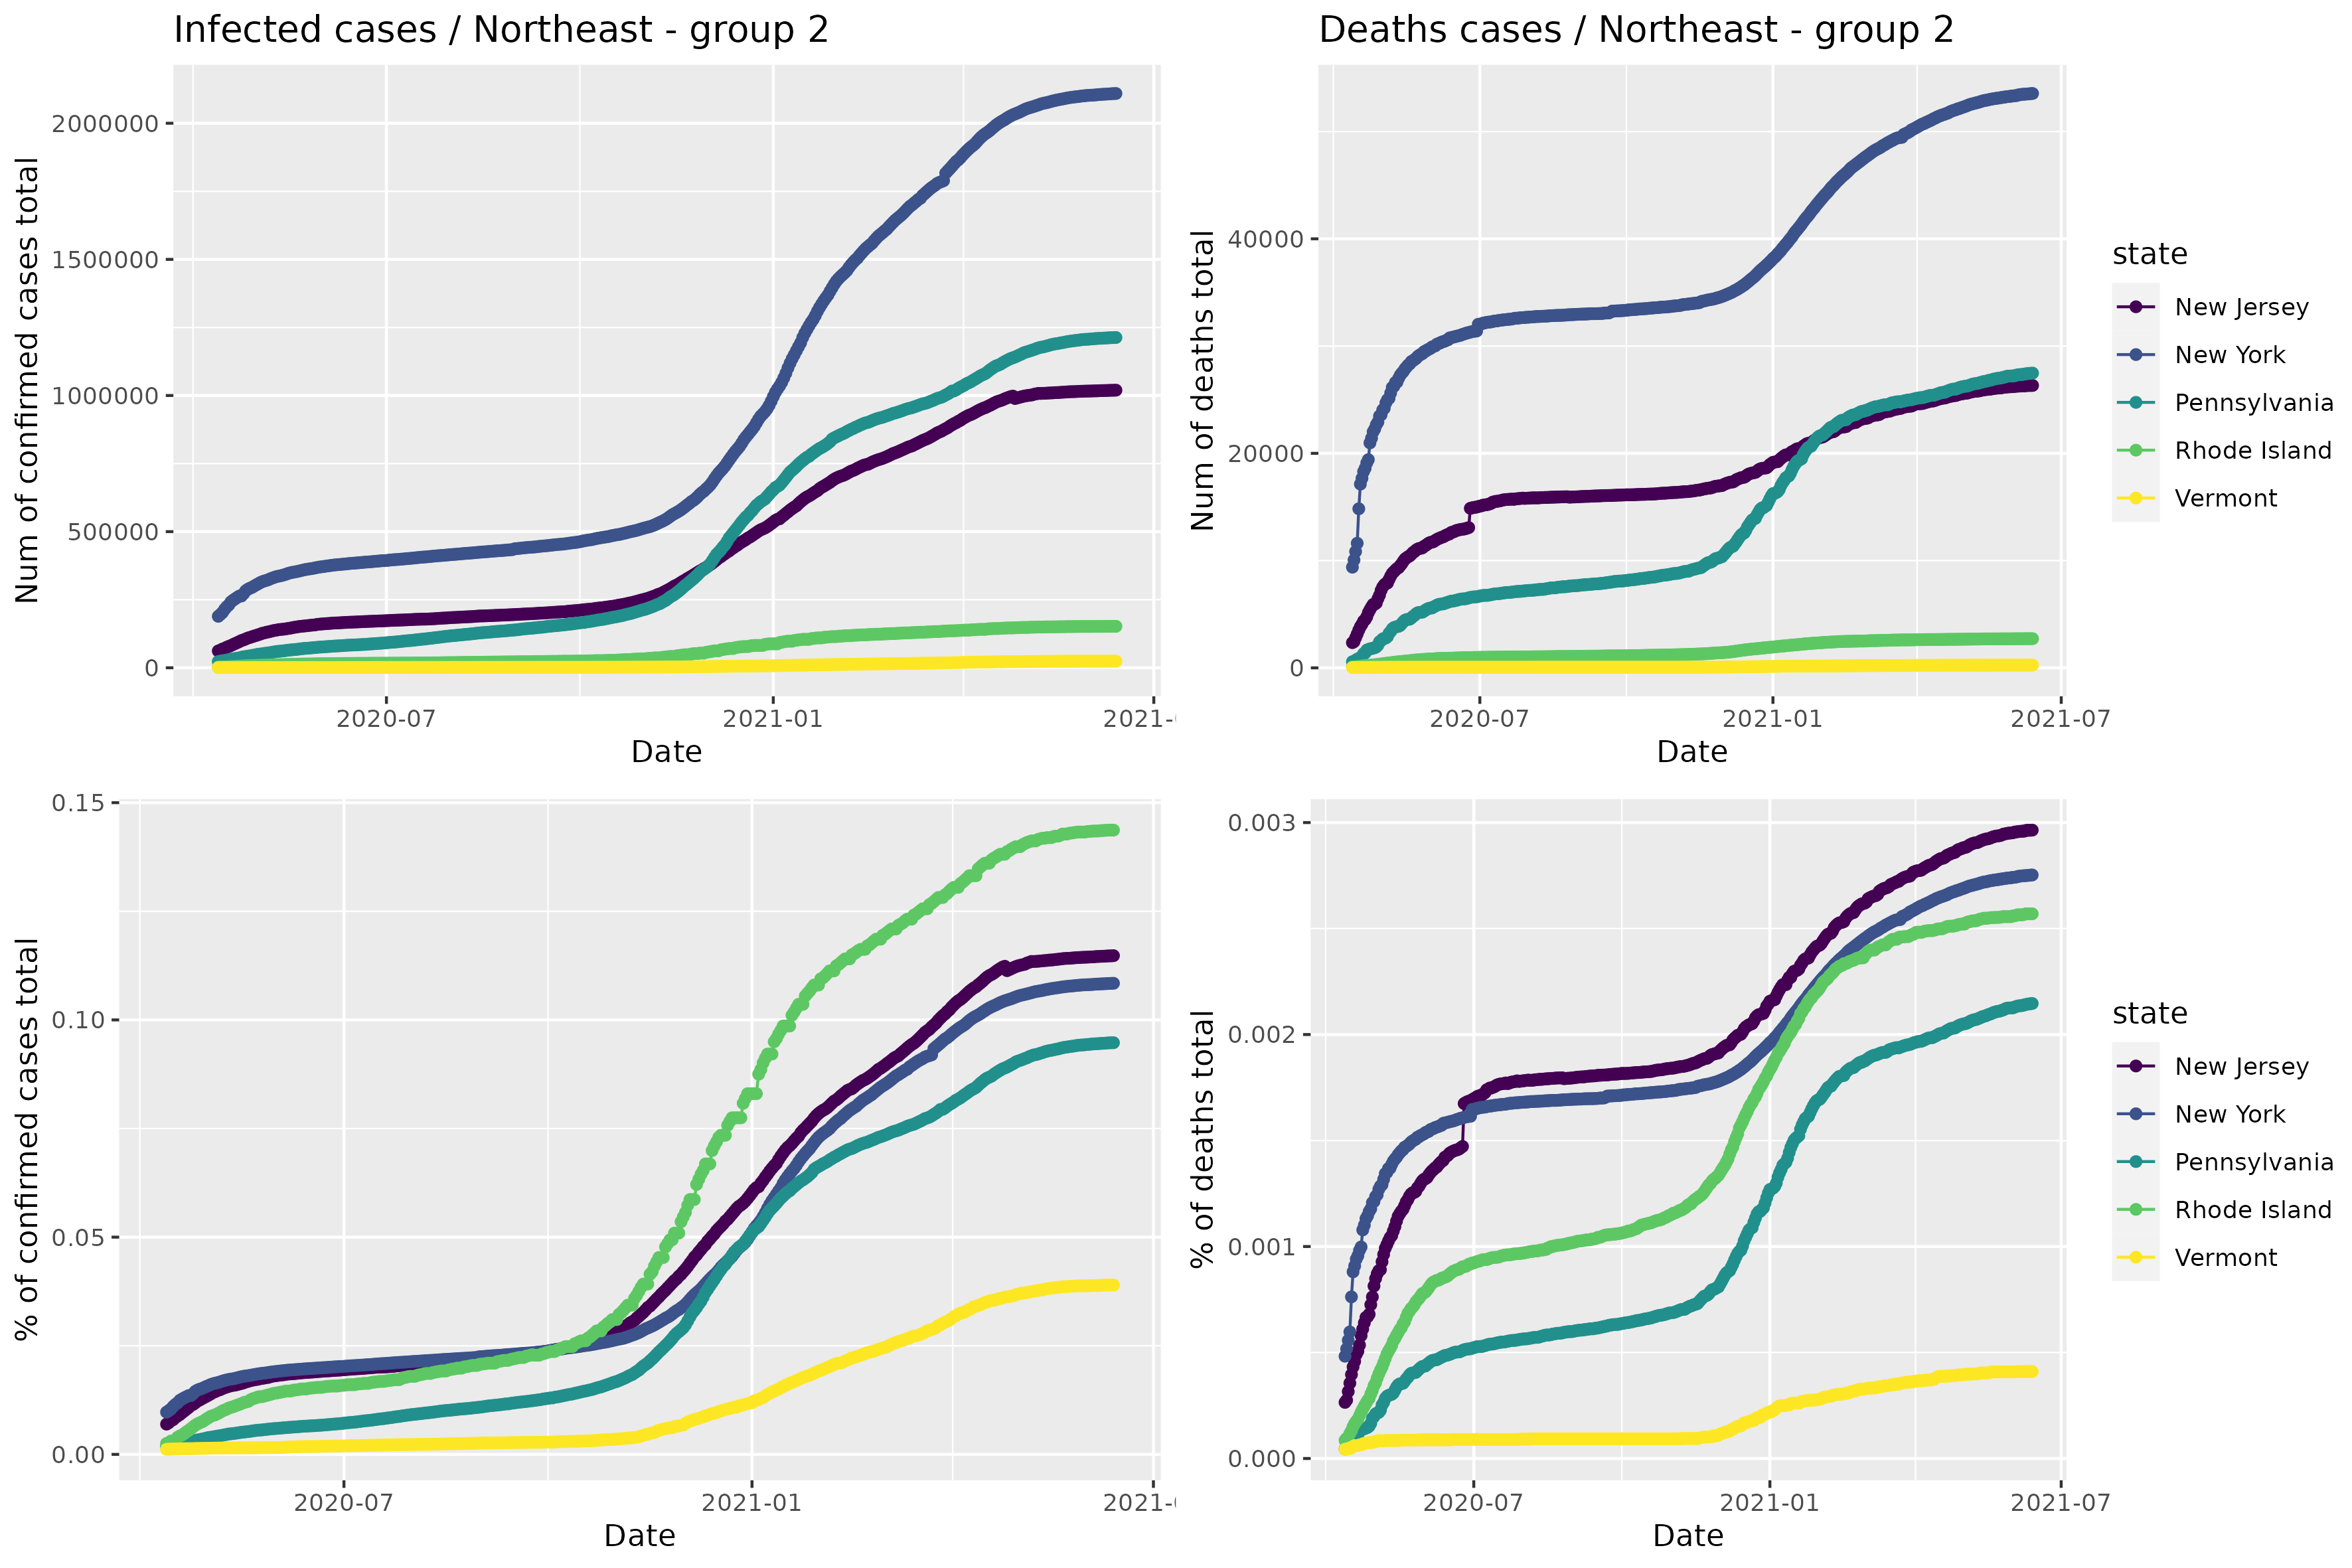 Infected cases / Northeast - group 2
Num of confirmed cases total
2000000
1500000
1000000
500000
0
2020-07
2021-01
2021-
Date
Deaths cases / Northeast - group 2
Num of deaths total
40000
20000
0
2020-07
2021-01
2021-07
Date
state
New Jersey
New York
Pennsylvania
Rhode Island
Vermont
% of confirmed cases total
0.15
0.10
0.05
0.00
2020-07
2021-01
2021-
Date
% of deaths total
0.003
0.002
0.001
0.000
2020-07
2021-01
2021-07
Date
state
New Jersey
New York
Pennsylvania
Rhode Island
Vermont